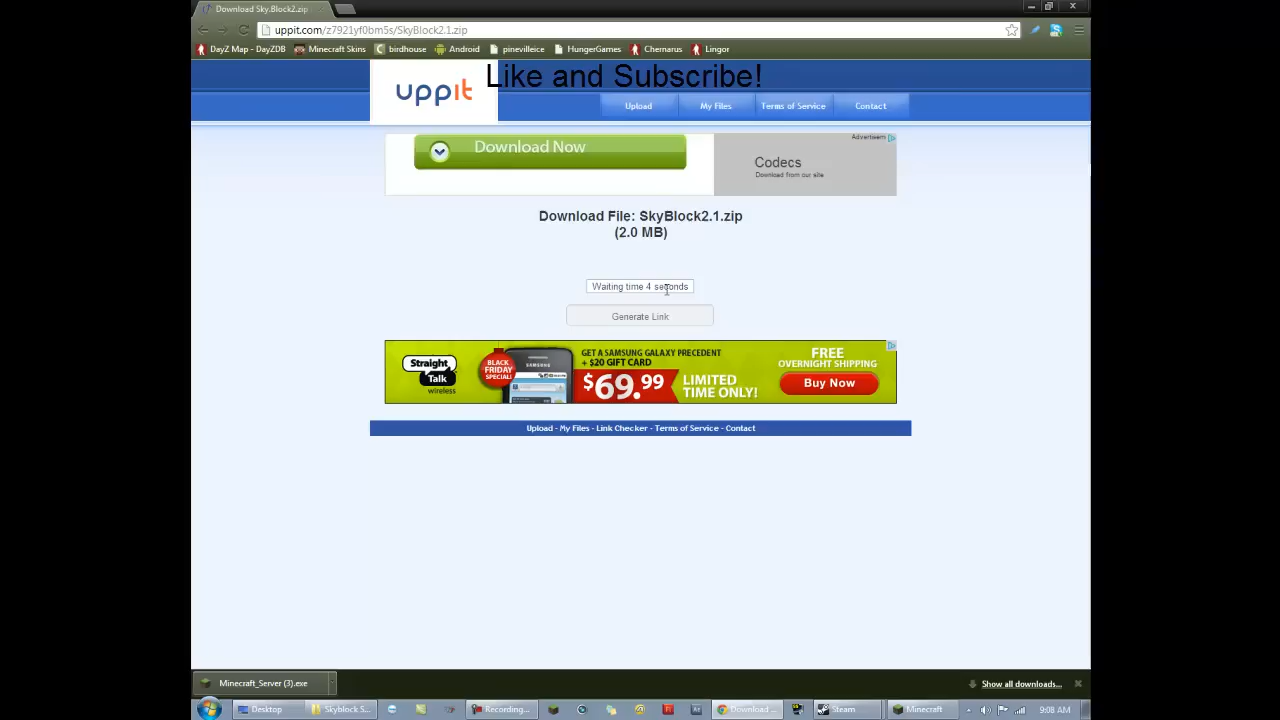 Download Sky.Block2.zip
uppit.com/z7921yf0bm5s/SkyBlock2.1.zip
DayZ Map - DayZDB Minecraft Skins birdhouse Android pinevilleice HungerGames Chernarus Lingor
Like and Subscribe!
uppit
Upload My Files Terms of Service Contact
Download Now
Advertisem
Codecs
Download from our site
Download File: SkyBlock2.1.zip
(2.0 MB)
Waiting time 4 seconds
Generate Link
Straight Talk wireless
BLACK FRIDAY SPECIAL!
SAMSUNG
GET A SAMSUNG GALAXY PRECEDENT
+ $20 GIFT CARD
$69.99 LIMITED TIME ONLY!
FREE
OVERNIGHT SHIPPING
Buy Now
Upload - My Files - Link Checker - Terms of Service - Contact
Minecraft_Server (3).exe
Show all downloads...
Desktop Skyblock S... Recording... Download ... Steam Minecraft 9:08 AM